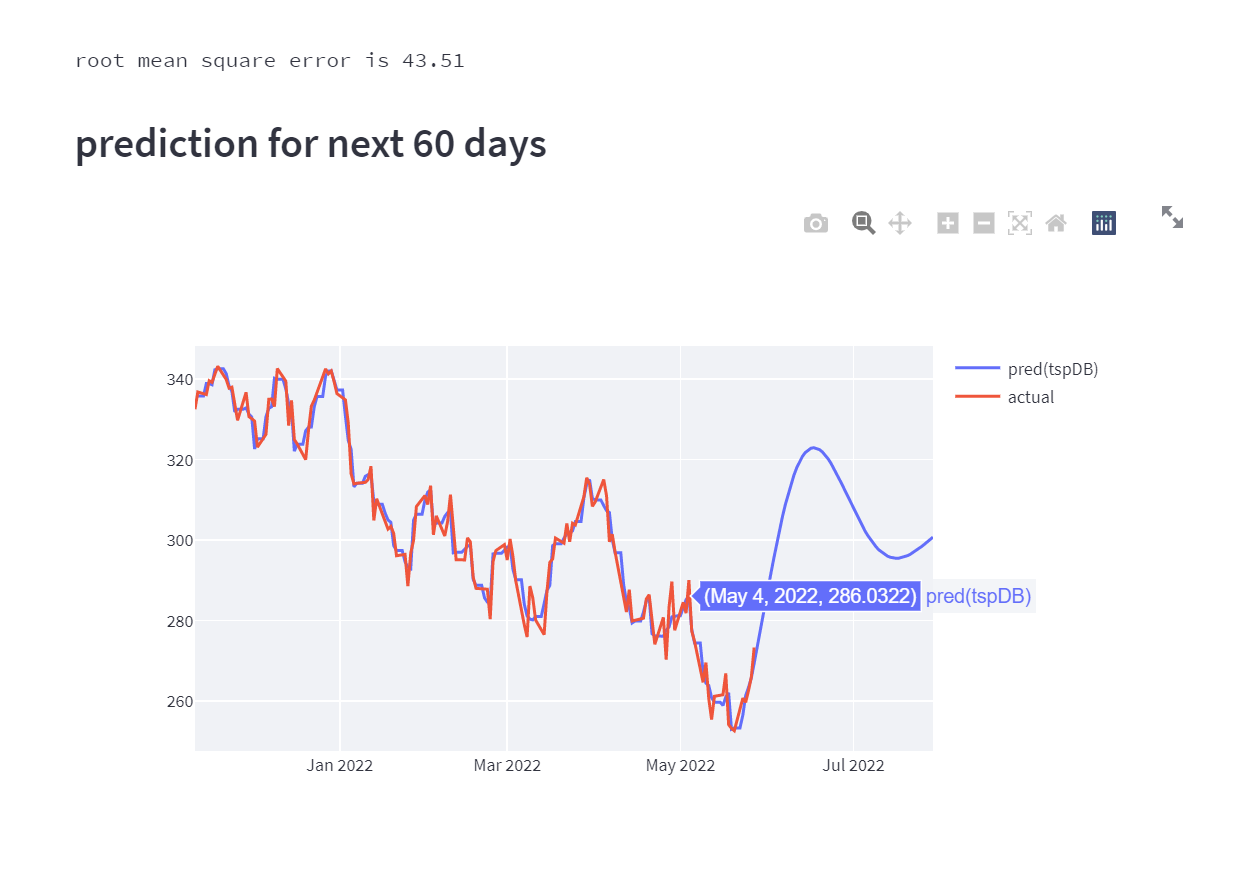 root mean square error is 43.51
prediction for next 60 days
pred(tspDB)
actual
340
320
300
280
260
(May 4, 2022, 286.0322) pred(tspDB)
Jan 2022
Mar 2022
May 2022
Jul 2022